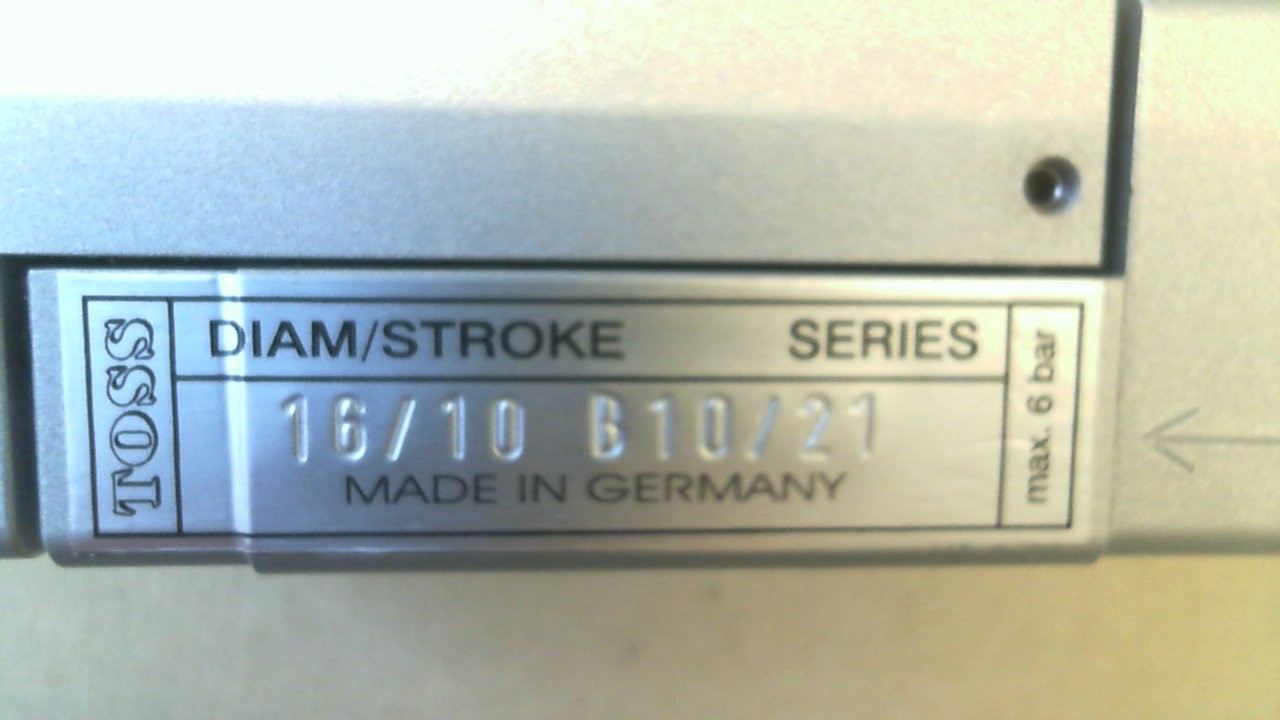 TOSS
DIAM/STROKE SERIES
16/10 B10/21
MADE IN GERMANY
max. 6 bar